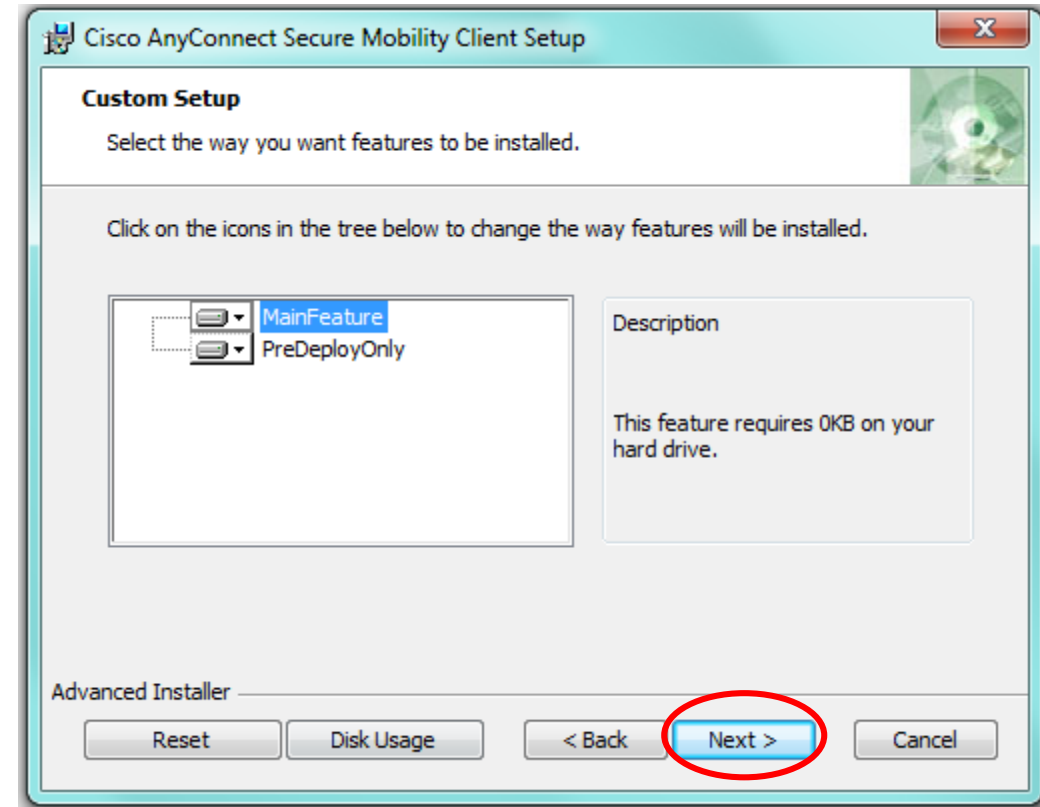 Cisco AnyConnect Secure Mobility Client Setup
Custom Setup
Select the way you want features to be installed.
Click on the icons in the tree below to change the way features will be installed.
MainFeature
PreDeployOnly
Description
This feature requires 0KB on your
hard drive.
Advanced Installer
Reset
Disk Usage
< Back
Next >
Cancel